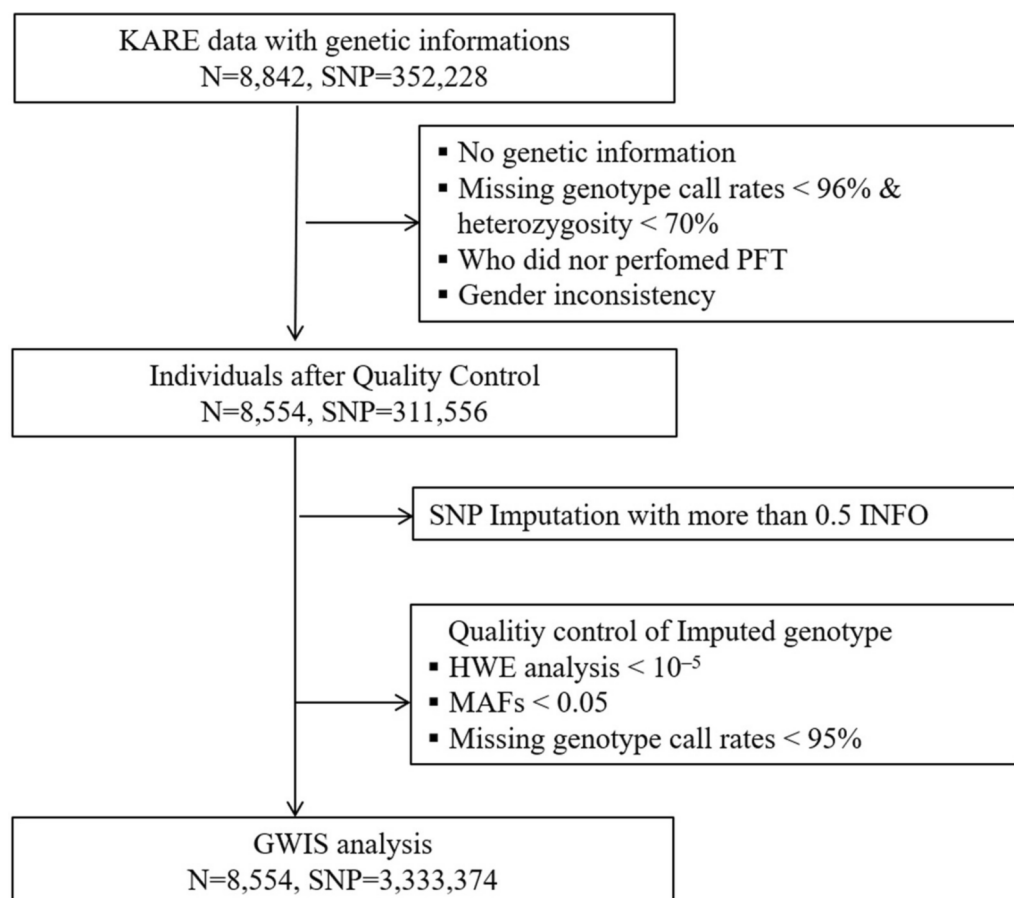 KARE data with genetic informations
N=8,842, SNP=352,228
▪ No genetic information
▪ Missing genotype call rates < 96% &
heterozygosity < 70%
▪ Who did nor perfomed PFT
▪ Gender inconsistency
Individuals after Quality Control
N=8,554, SNP=311,556
SNP Imputation with more than 0.5 INFO
Qualitiy control of Imputed genotype
▪ HWE analysis < 10⁻⁵
▪ MAFs < 0.05
▪ Missing genotype call rates < 95%
GWIS analysis
N=8,554, SNP=3,333,374